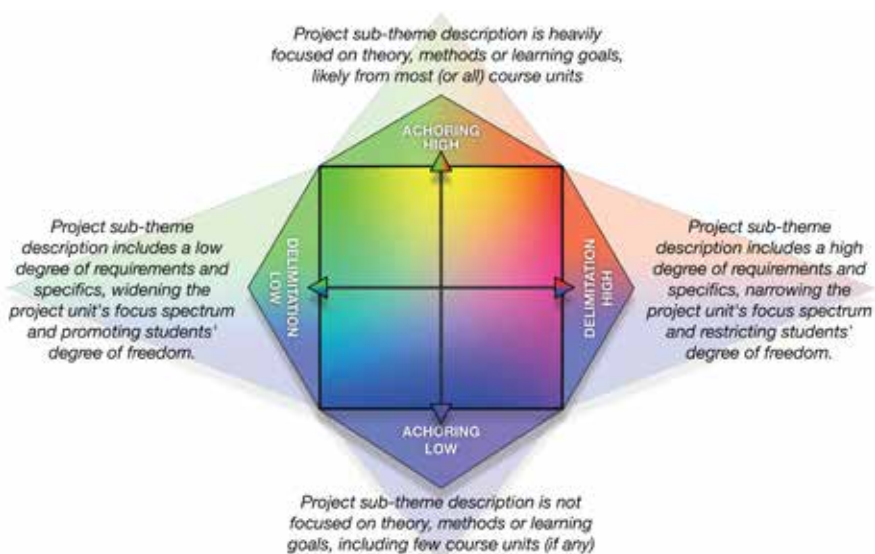 Project sub-theme description is heavily
focused on theory, methods or learning goals,
likely from most (or all) course units
ACHORING
HIGH
Project sub-theme
description includes a low
degree of requirements and
specifics, widening the
project unit's focus spectrum
and promoting students'
degree of freedom.
DELIMITATION
LOW
DELIMITATION
HIGH
Project sub-theme
description includes a high
degree of requirements and
specifics, narrowing the
project unit's focus spectrum
and restricting students'
degree of freedom.
ACHORING
LOW
Project sub-theme description is not
focused on theory, methods or learning
goals, including few course units (if any)